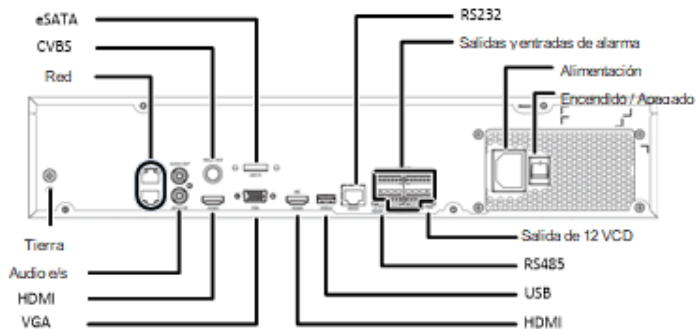 eSATA
CVBS
Red
RS232
Salidas y entradas de alarma
Alimentación
Encendido / Apagado
Tierra
Audio e/s
HDMI
VGA
Salida de 12 VCD
RS485
USB
HDMI